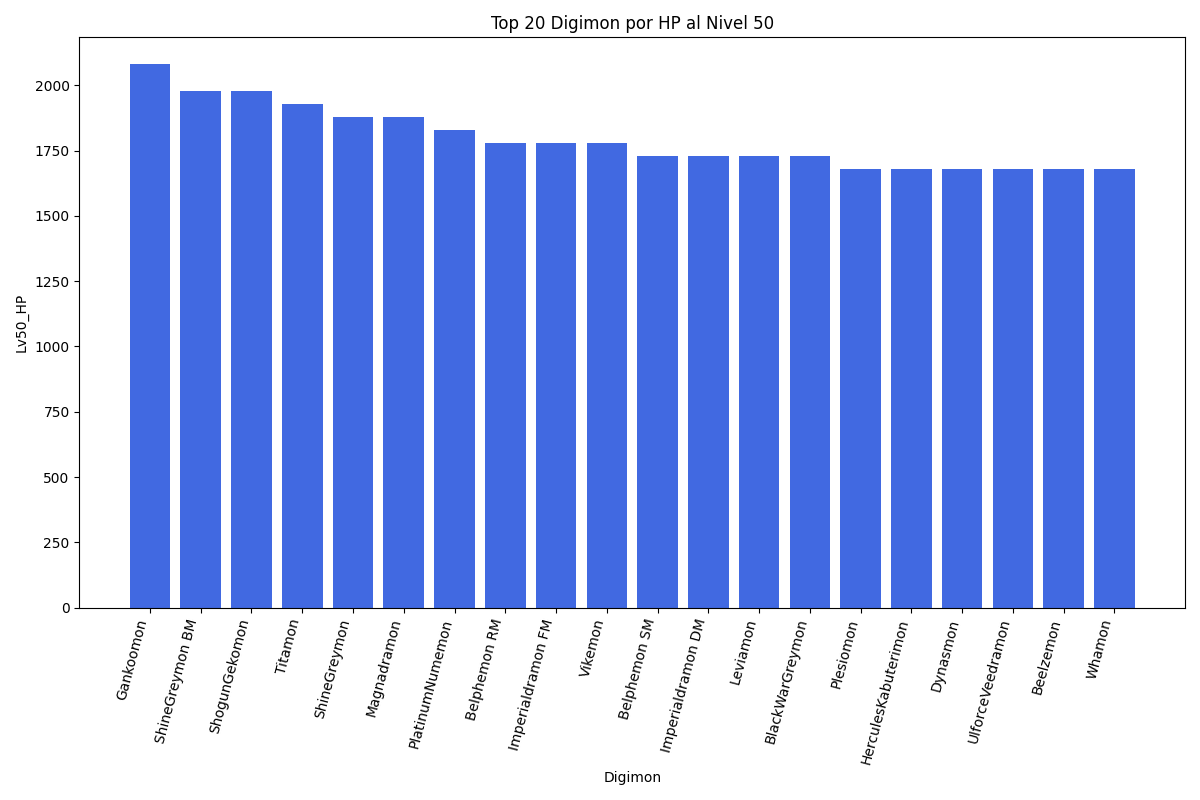 Top 20 Digimon por HP al Nivel 50
Lv50_HP
2000
1750
1500
1250
1000
750
500
250
0
Gankoomon
ShineGreymon BM
ShogunGekomon
Titamon
ShineGreymon
Magnadramon
PlatinumNumemon
Belphemon RM
Imperialdramon FM
Vikemon
Belphemon SM
Imperialdramon DM
Leviamon
BlackWarGreymon
Plesiomon
HerculesKabuterimon
Dynasmon
UlforceVeedramon
Beelzemon
Whamon
Digimon